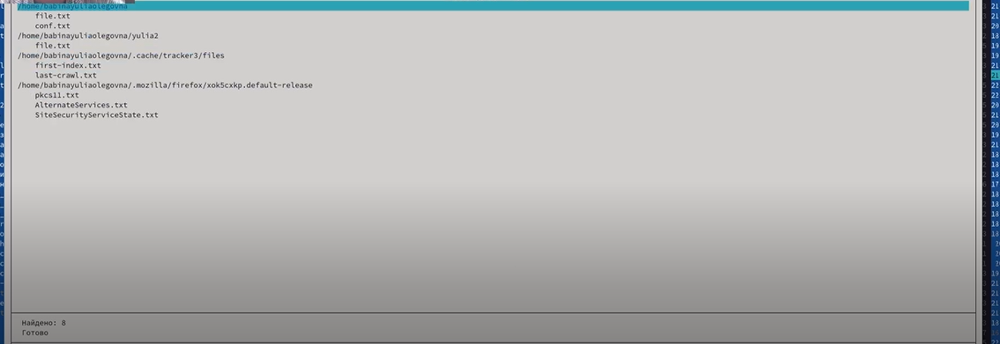 /home/babinayuliaolegovna
file.txt
conf.txt
/home/babinayuliaolegovna/yulia2
file.txt
/home/babinayuliaolegovna/.cache/tracker3/files
first-index.txt
last-crawl.txt
/home/babinayuliaolegovna/.mozilla/firefox/xok5cxkp.default-release
pkcs11.txt
AlternateServices.txt
SiteSecurityServiceState.txt
Найдено: 8
Готово